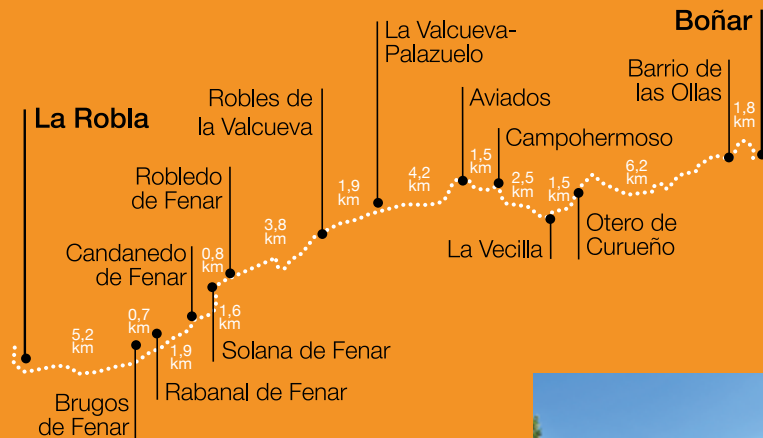 La Robla
5,2
km
Brugos
de Fenar
0,7
km
Rabanal de Fenar
1,9
km
Candanedo
de Fenar
1,6
km
Solana de Fenar
0,8
km
Robledo
de Fenar
3,8
km
Robles de
la Valcueva
1,9
km
La Valcueva-
Palazuelo
4,2
km
Aviados
1,5
km
Campohermoso
2,5
km
La Vecilla
1,5
km
Otero de
Curueño
6,2
km
Barrio de
las Ollas
1,8
km
Boñar